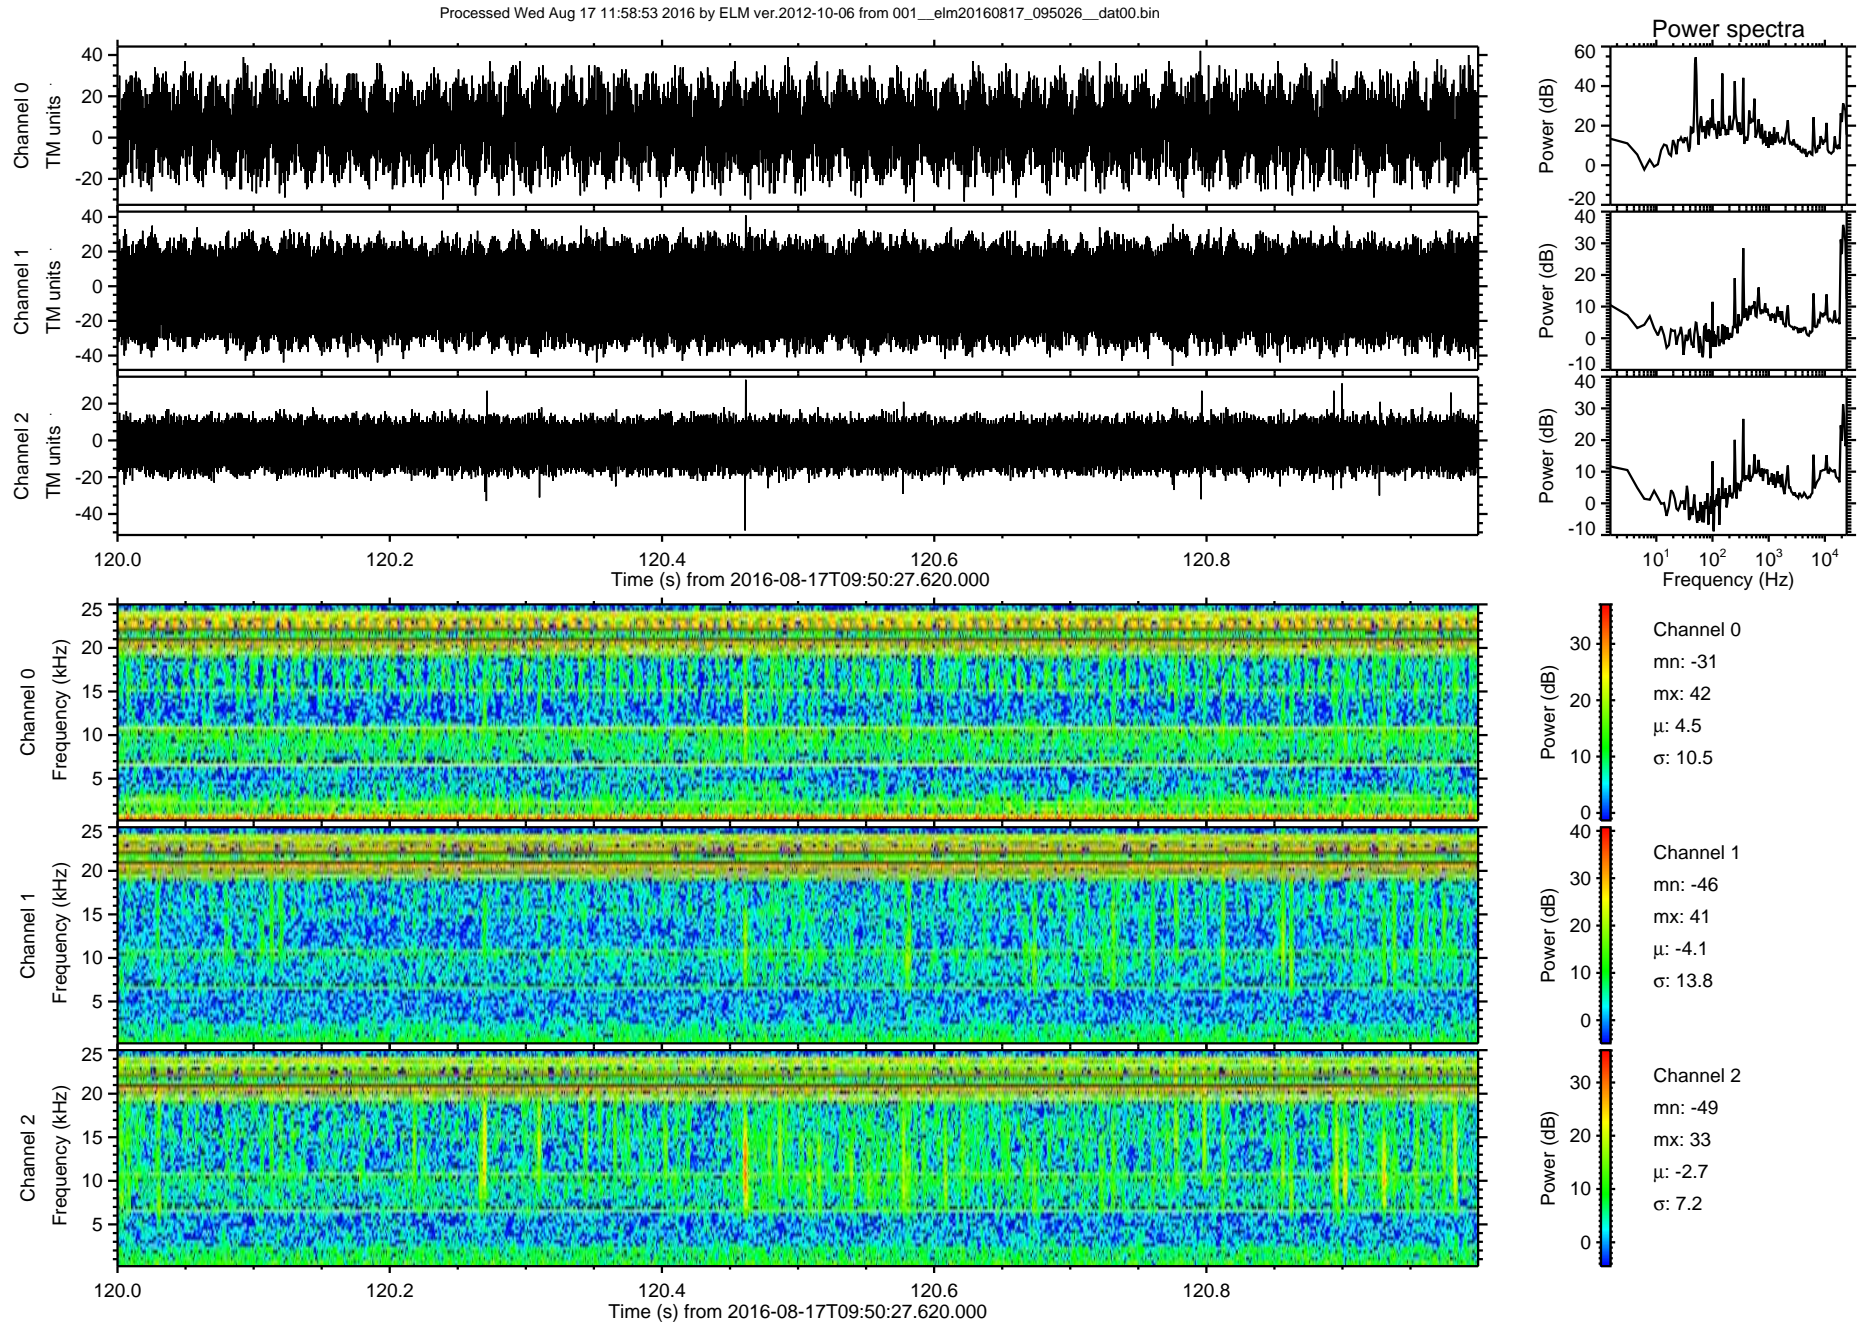 Processed Wed Aug 17 11:58:53 2016 by ELM ver.2012-10-06 from 001__elm20160817_095026__dat00.bin
Power spectra
Channel 0
TM units
40
20
0
-20
Power (dB)
60
40
20
0
-20
Channel 1
TM units
40
20
0
-20
-40
Power (dB)
40
30
20
10
0
-10
Channel 2
TM units
20
0
-20
-40
Power (dB)
40
30
20
10
0
-10
120.0 120.2 120.4 120.6 120.8
Time (s) from 2016-08-17T09:50:27.620.000
10¹ 10² 10³ 10⁴
Frequency (Hz)
Channel 0
Frequency (kHz)
25
20
15
10
5
Power (dB)
30
20
10
0
Channel 0
mn: -31
mx: 42
μ: 4.5
σ: 10.5
Channel 1
Frequency (kHz)
25
20
15
10
5
Power (dB)
40
30
20
10
0
Channel 1
mn: -46
mx: 41
μ: -4.1
σ: 13.8
Channel 2
Frequency (kHz)
25
20
15
10
5
Power (dB)
30
20
10
0
Channel 2
mn: -49
mx: 33
μ: -2.7
σ: 7.2
120.0 120.2 120.4 120.6 120.8
Time (s) from 2016-08-17T09:50:27.620.000